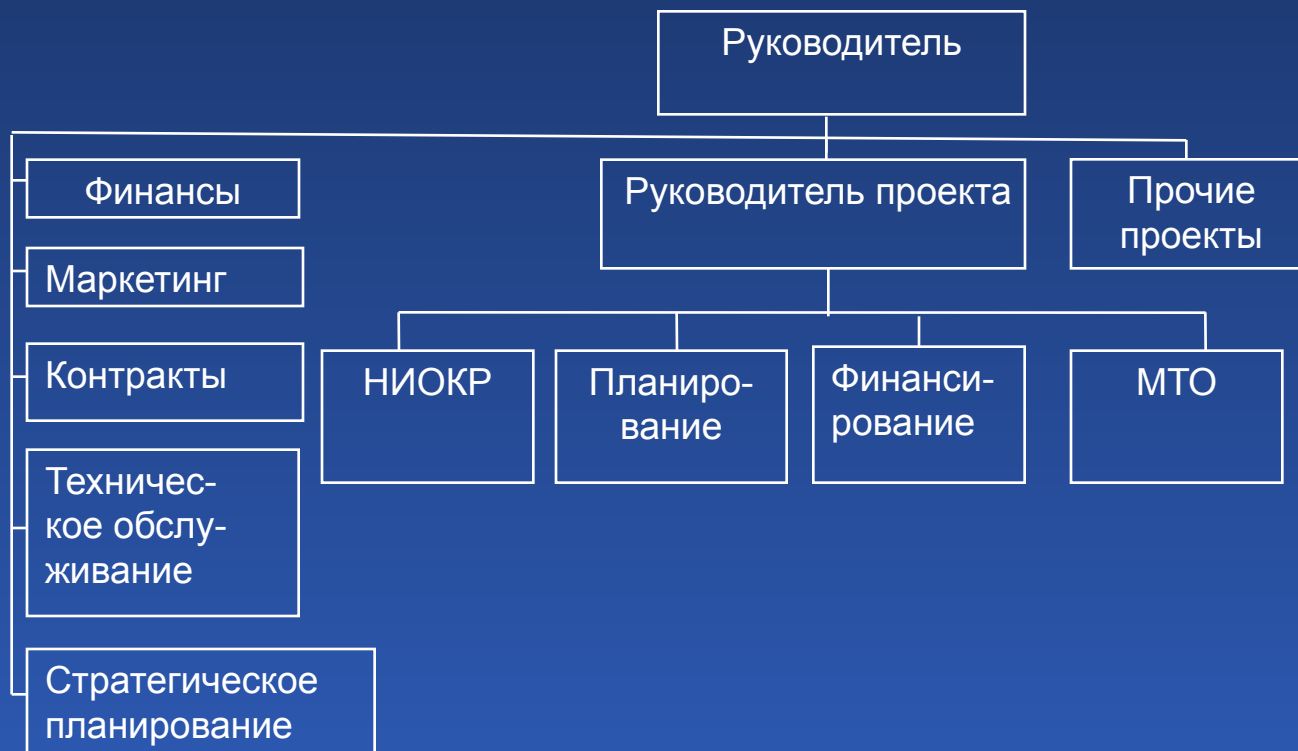 Руководитель
Финансы
Руководитель проекта
Прочие
проекты
Маркетинг
Контракты
НИОКР
Планиро-
вание
Финанси-
рование
МТО
Техничес-
кое обслу-
живание
Стратегическое
планирование